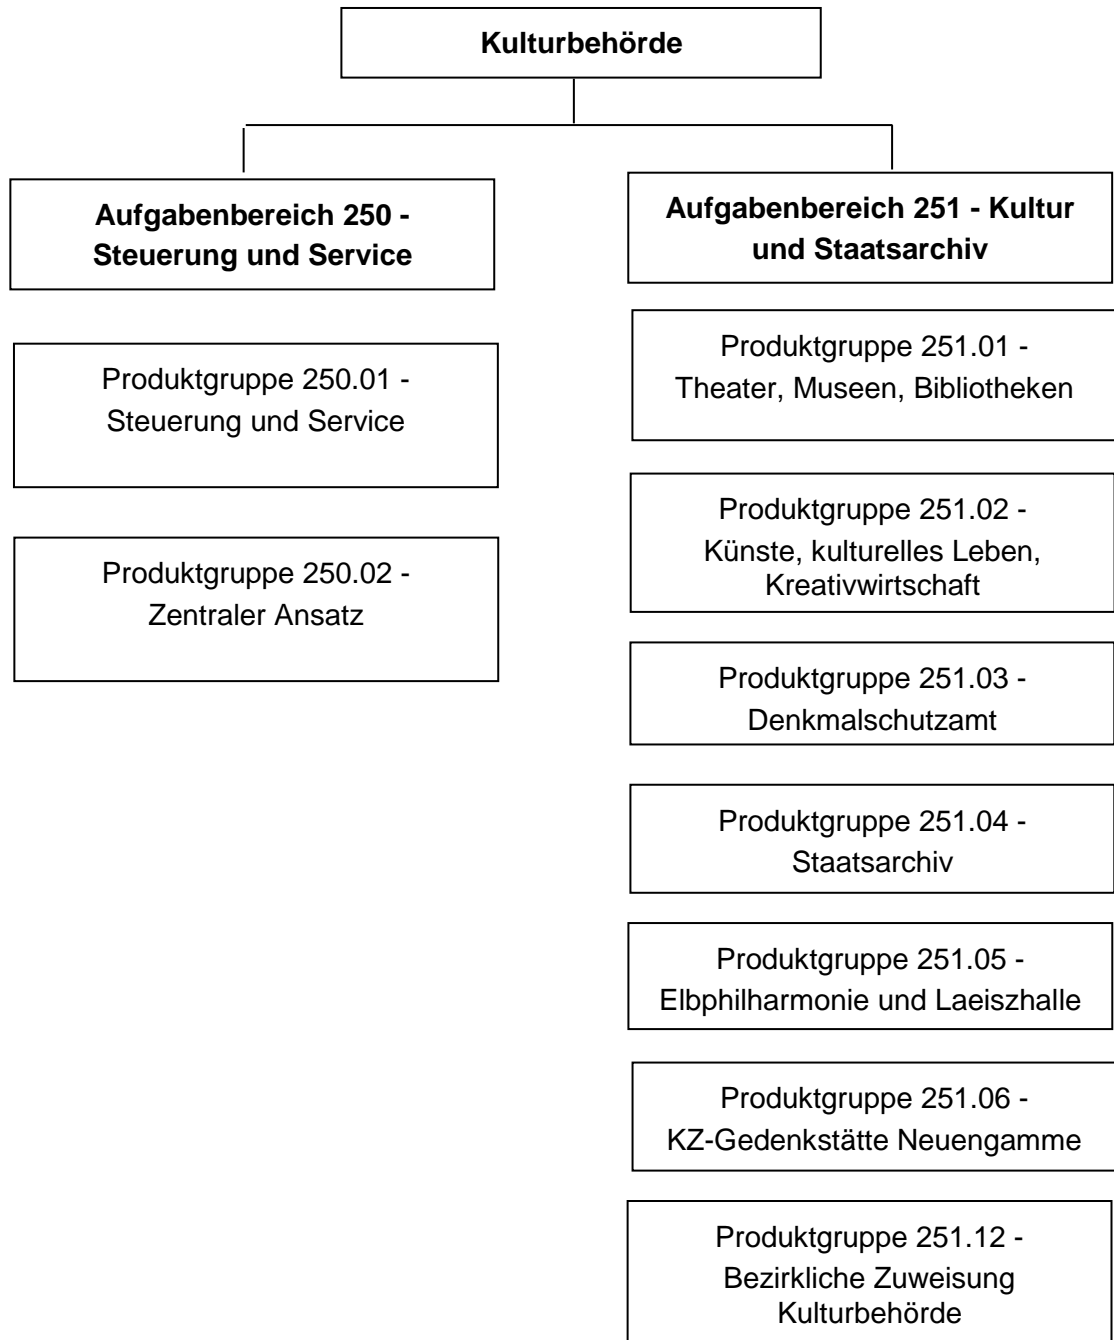 Kulturbehörde
Aufgabenbereich 250 -
Steuerung und Service
Produktgruppe 250.01 -
Steuerung und Service
Produktgruppe 250.02 -
Zentraler Ansatz
Aufgabenbereich 251 - Kultur
und Staatsarchiv
Produktgruppe 251.01 -
Theater, Museen, Bibliotheken
Produktgruppe 251.02 -
Künste, kulturelles Leben,
Kreativwirtschaft
Produktgruppe 251.03 -
Denkmalschutzamt
Produktgruppe 251.04 -
Staatsarchiv
Produktgruppe 251.05 -
Elbphilharmonie und Laeiszhalle
Produktgruppe 251.06 -
KZ-Gedenkstätte Neuengamme
Produktgruppe 251.12 -
Bezirkliche Zuweisung
Kulturbehörde